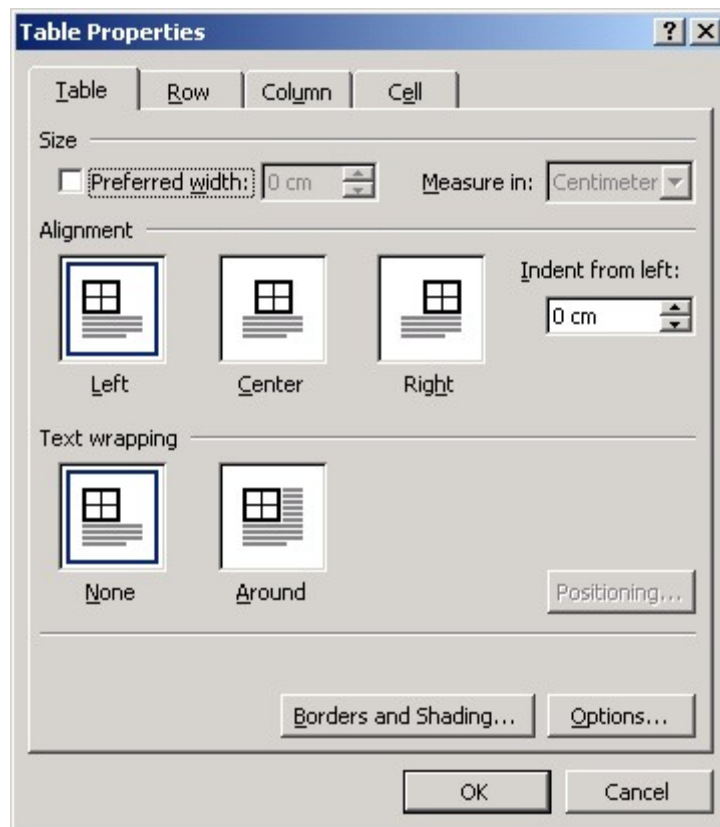 Table Properties
Table Row Column Cell
Size
Preferred width: 0 cm Measure in: Centimeter
Alignment
Indent from left:
0 cm
Left Center Right
Text wrapping
None Around
Positioning...
Borders and Shading... Options...
OK Cancel